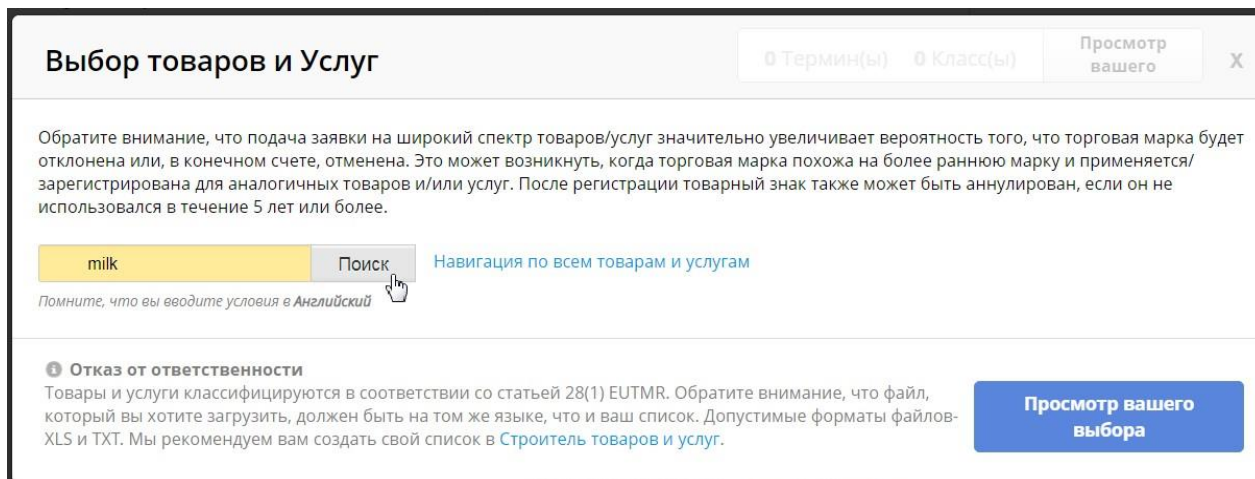 Выбор товаров и Услуг
0 Термин(ы) 0 Класс(ы)
Просмотр
вашего
X
Обратите внимание, что подача заявки на широкий спектр товаров/услуг значительно увеличивает вероятность того, что торговая марка будет
отклонена или, в конечном счете, отменена. Это может возникнуть, когда торговая марка похожа на более раннюю марку и применяется/
зарегистрирована для аналогичных товаров и/или услуг. После регистрации товарный знак также может быть аннулирован, если он не
использовался в течение 5 лет или более.
milk
Поиск
Навигация по всем товарам и услугам
Помните, что вы вводите условия в Английский
Отказ от ответственности
Товары и услуги классифицируются в соответствии со статьей 28(1) EUTMR. Обратите внимание, что файл,
который вы хотите загрузить, должен быть на том же языке, что и ваш список. Допустимые форматы файлов-
XLS и TXT. Мы рекомендуем вам создать свой список в Строитель товаров и услуг.
Просмотр вашего
выбора